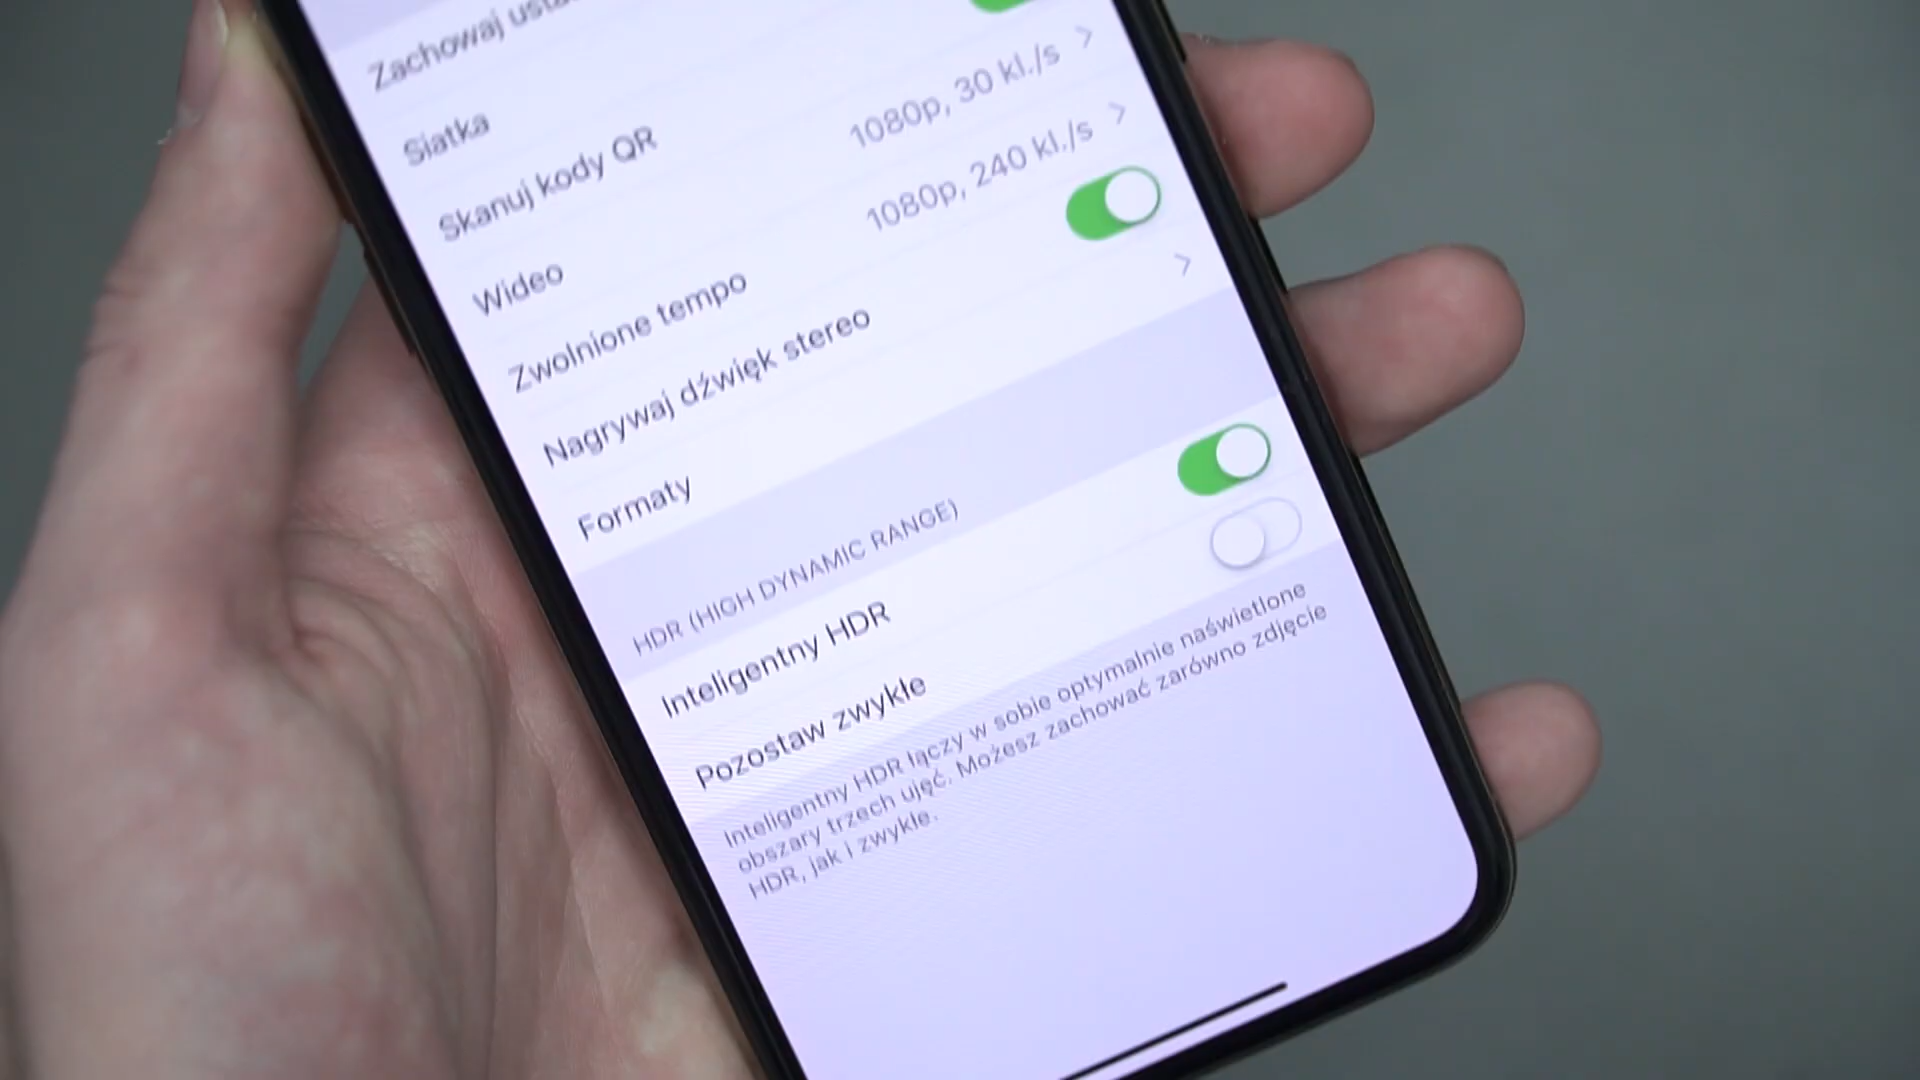 Zachowaj
Siatka
Skanuj kody QR
Wideo 1080p, 30 kl./s
Zwolnione tempo 1080p, 240 kl./s
Nagrywaj dźwięk stereo
Formaty
HDR (HIGH DYNAMIC RANGE)
Inteligentny HDR
Pozostaw zwykłe
Inteligentny HDR łączy w sobie optymalnie naświetlone
obszary trzech ujęć. Możesz zachować zarówno zdjęcie
HDR, jak i zwykłe.